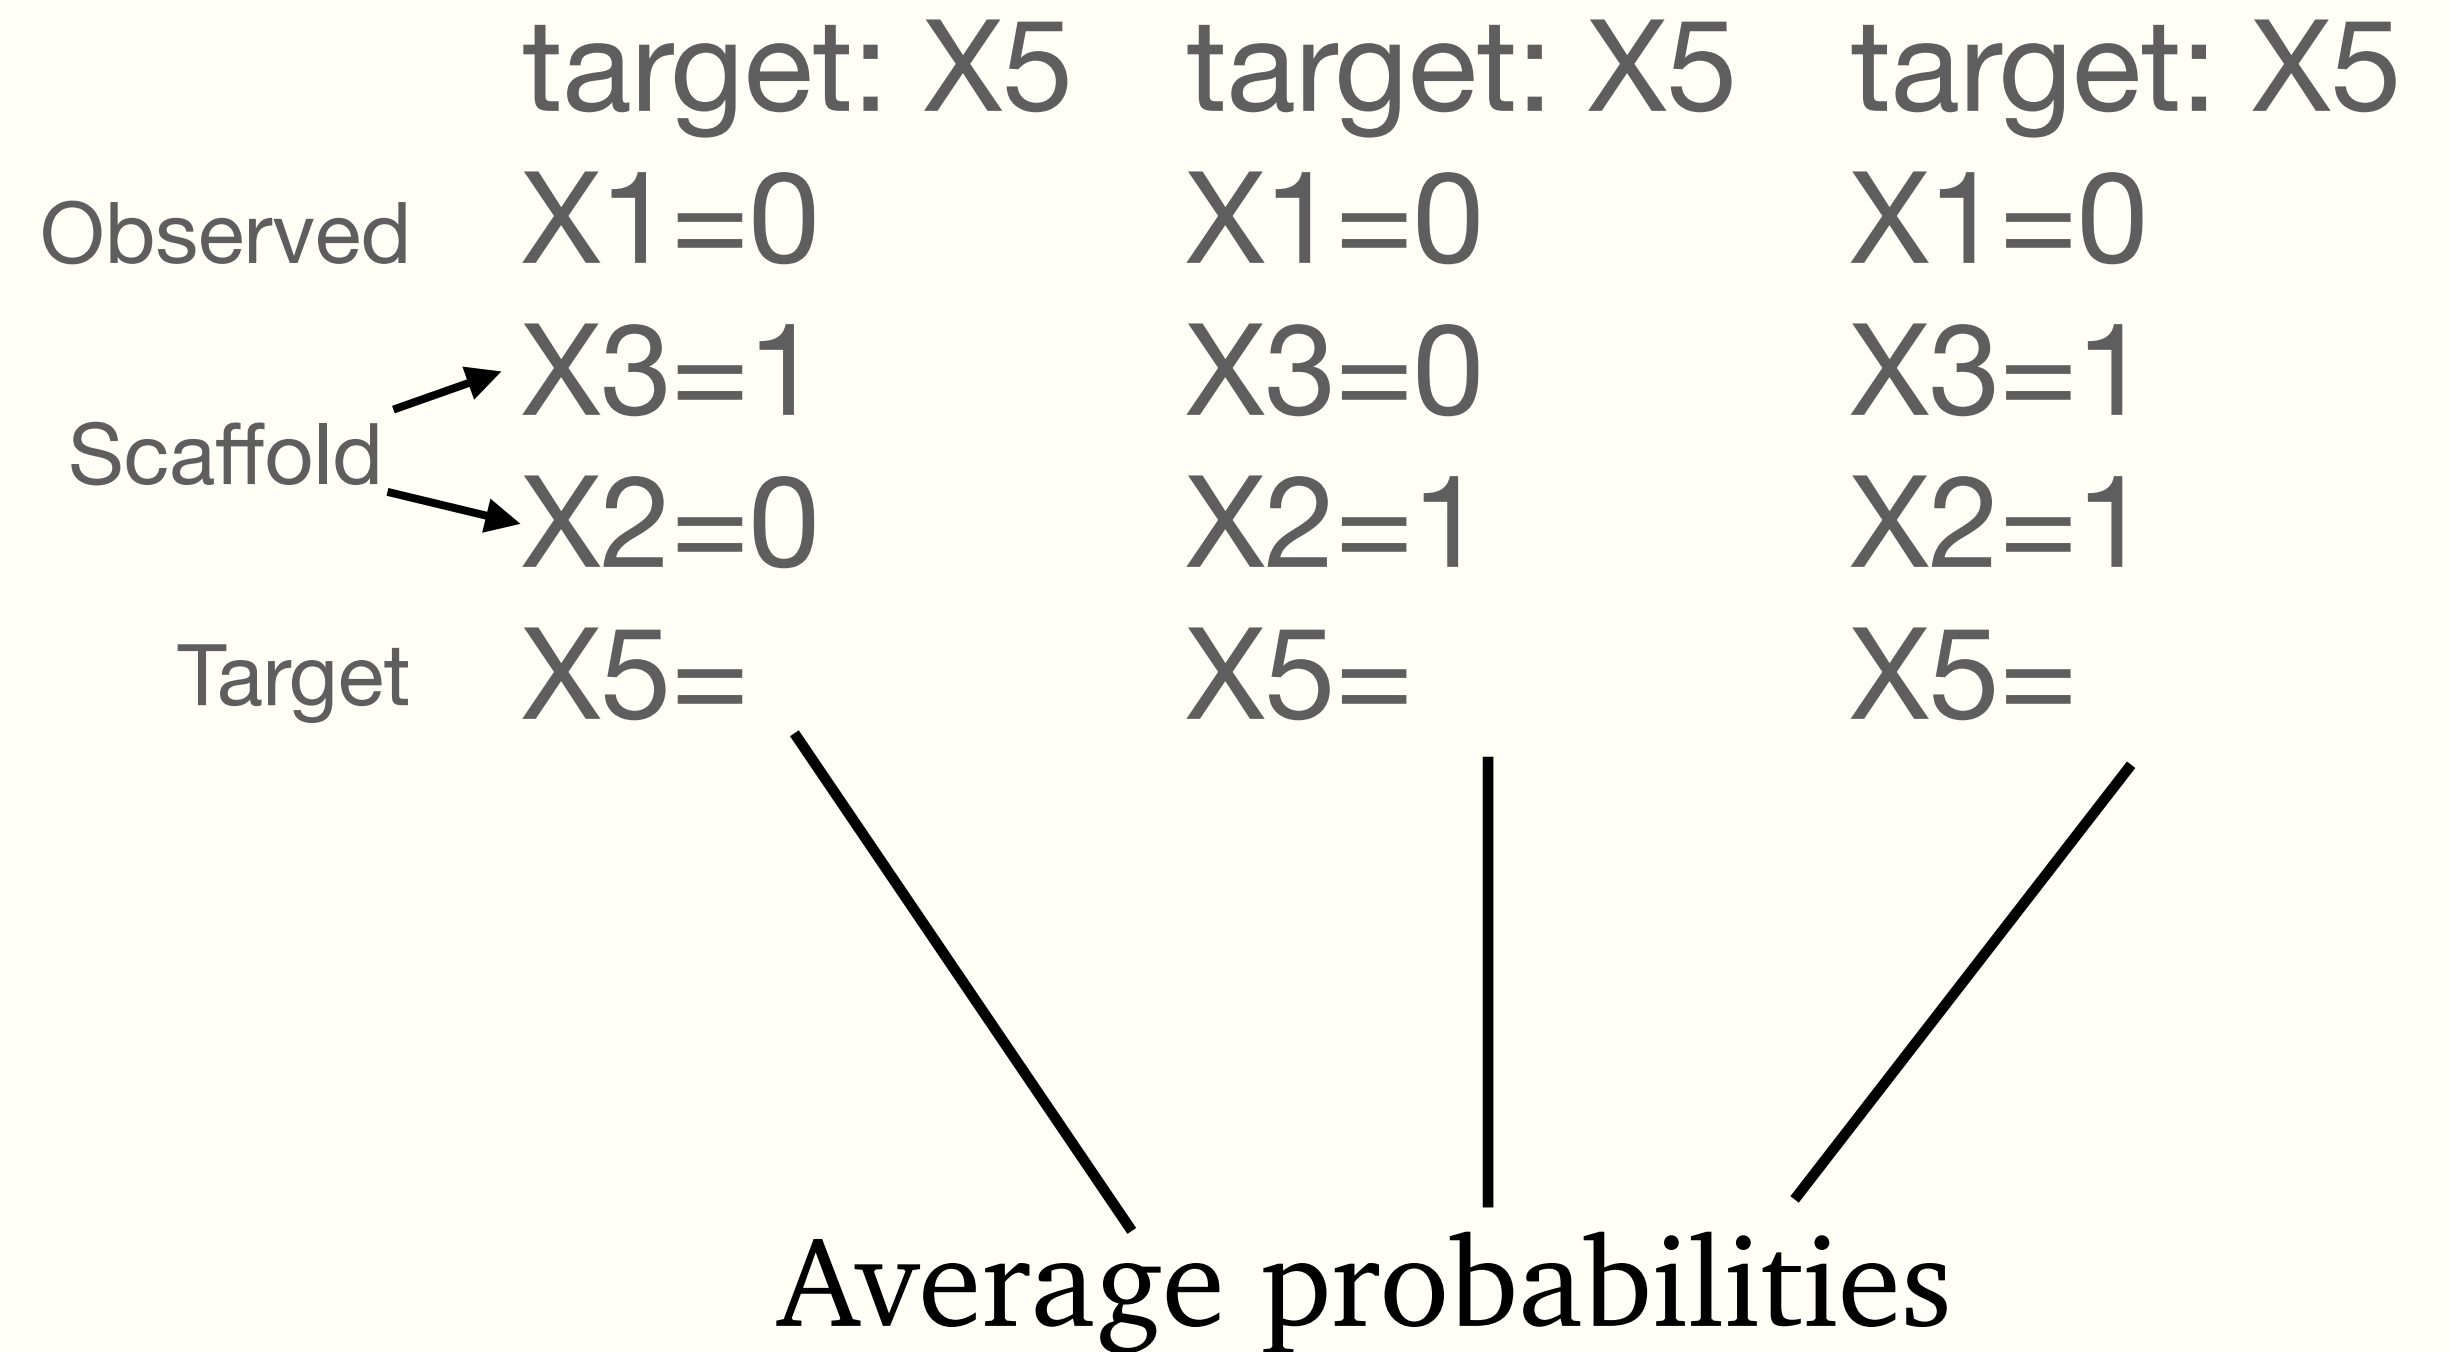 target: X5 target: X5 target: X5
Observed X1=0 X1=0 X1=0
X3=1 X3=0 X3=1
Scaffold
X2=0 X2=1 X2=1
Target X5= X5= X5=
Average probabilities